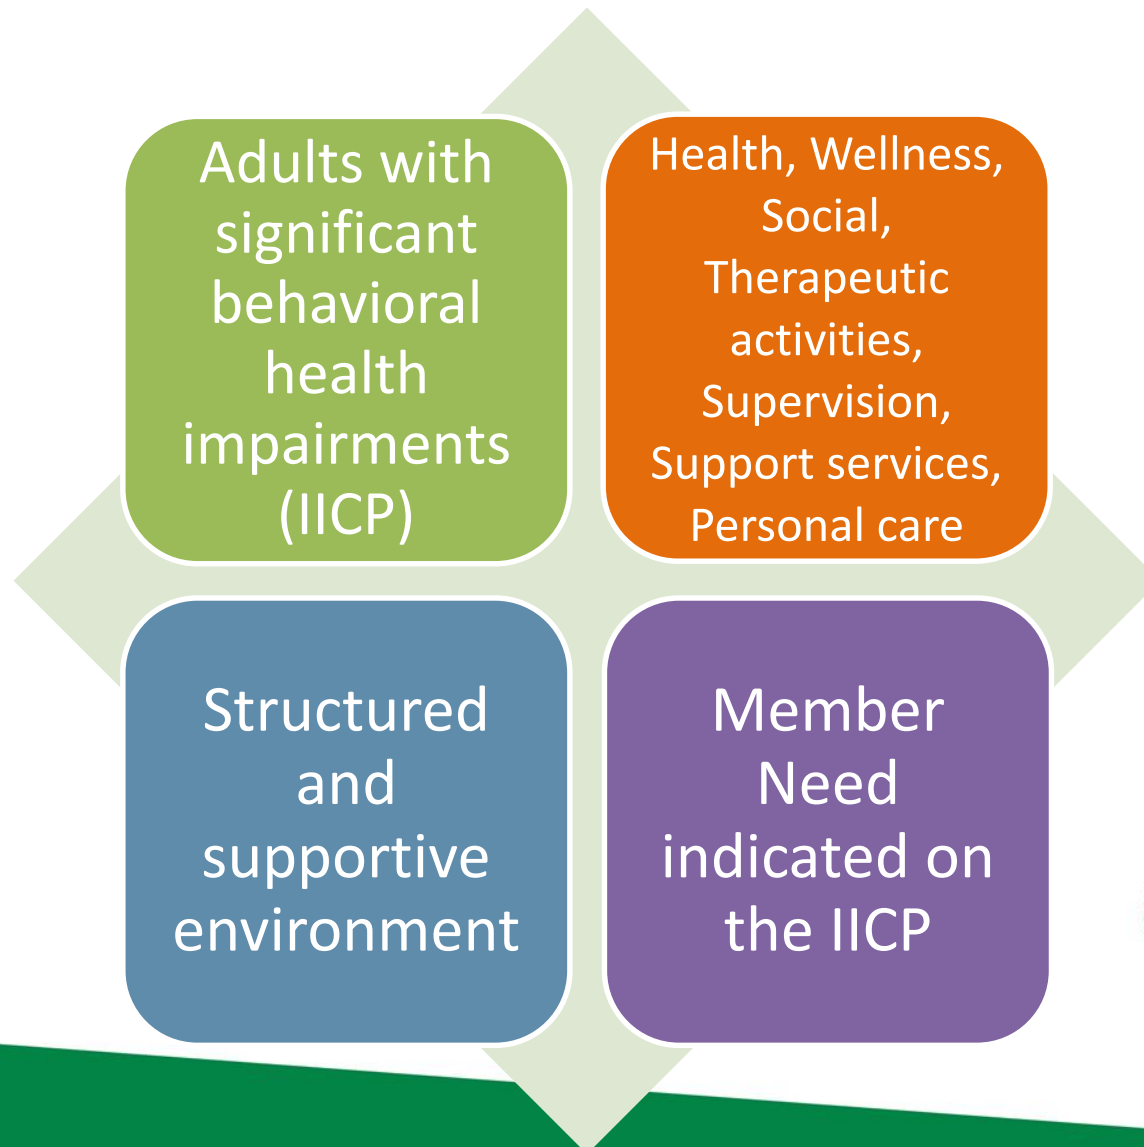 Adults with
significant
behavioral
health
impairments
(IICP)
Health, Wellness,
Social,
Therapeutic
activities,
Supervision,
Support services,
Personal care
Structured
and
supportive
environment
Member
Need
indicated on
the IICP